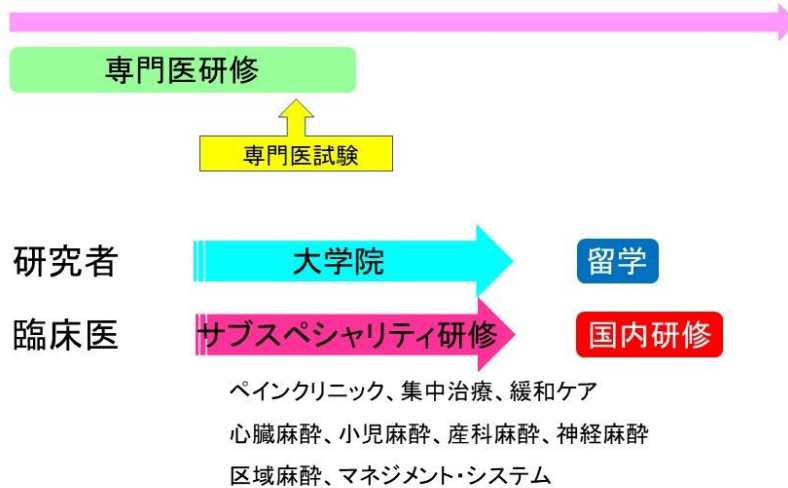 専門医研修
専門医試験
研究者
大学院
留学
臨床医
サブスペシャリティ研修
国内研修
ペインクリニック、集中治療、緩和ケア
心臓麻酔、小児麻酔、産科麻酔、神経麻酔
区域麻酔、マネジメント・システム